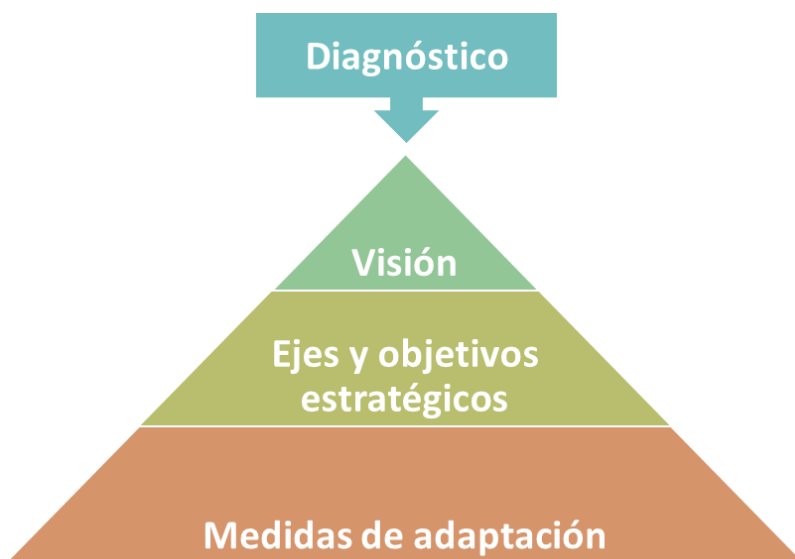 Diagnóstico
Visión
Ejes y objetivos
estratégicos
Medidas de adaptación